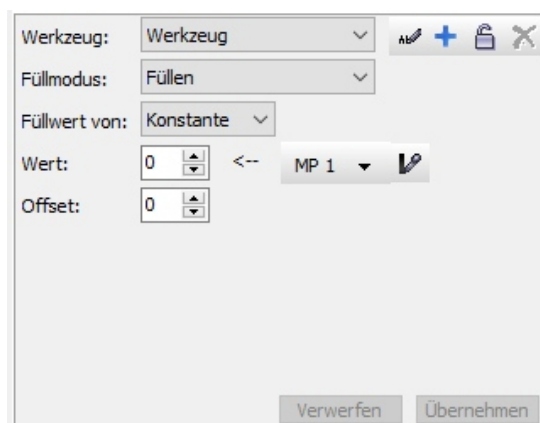 Werkzeug: Werkzeug
Füllmodus: Füllen
Füllwert von: Konstante
Wert: 0 <-- MP 1
Offset: 0
Verwerfen Übernehmen